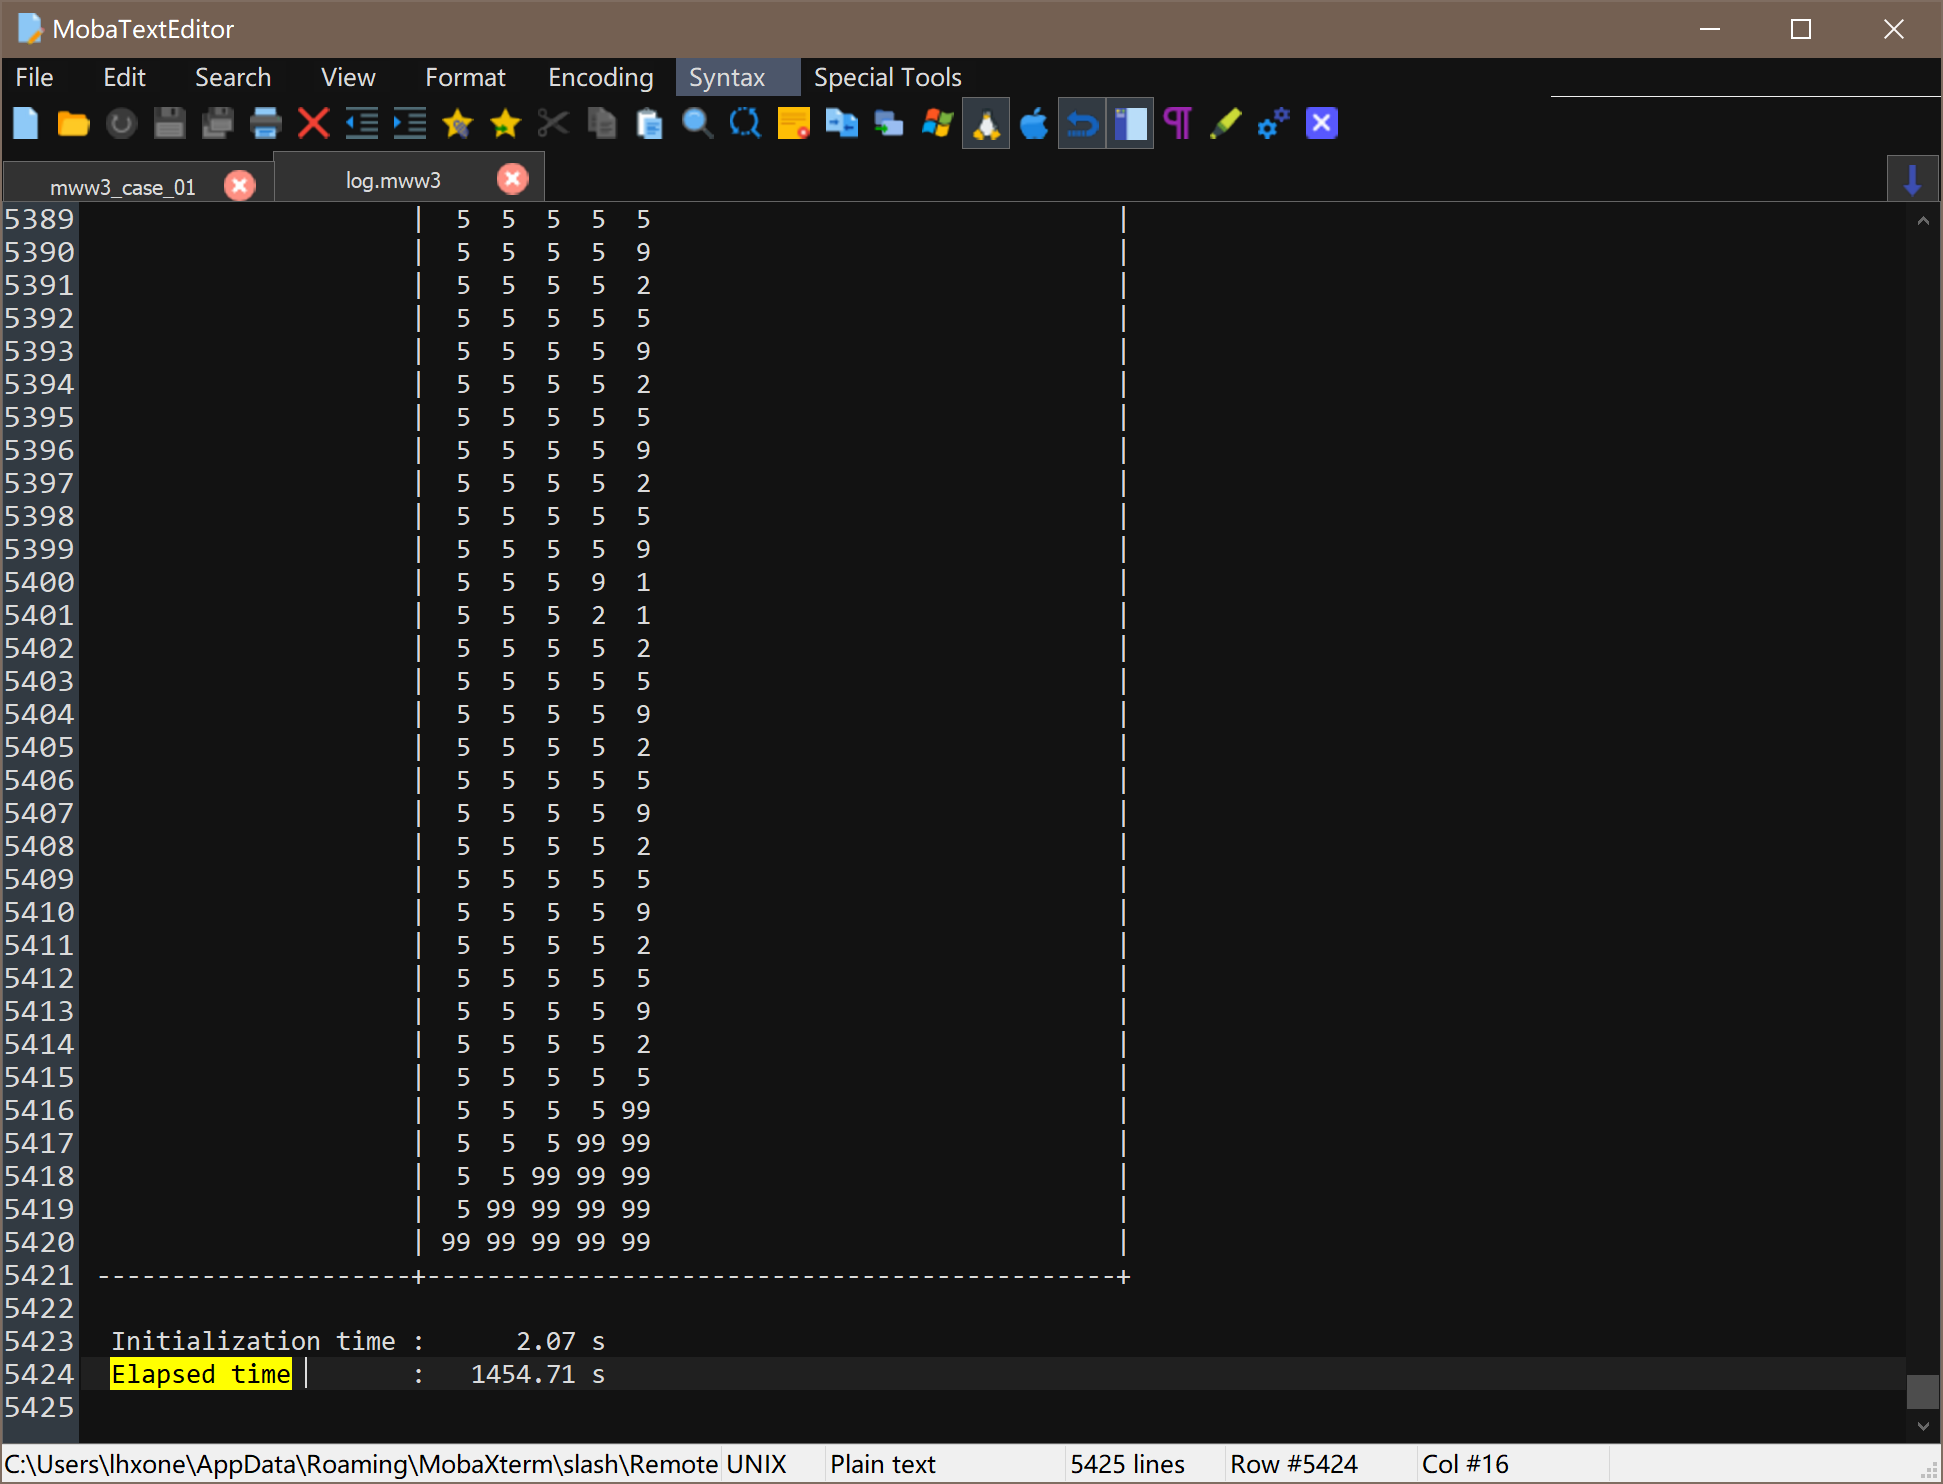 MobaTextEditor
File Edit Search View Format Encoding Syntax Special Tools
mww3_case_01 log.mww3
5389 | 5 5 5 5 5 |
5390 | 5 5 5 5 9 |
5391 | 5 5 5 5 2 |
5392 | 5 5 5 5 5 |
5393 | 5 5 5 5 9 |
5394 | 5 5 5 5 2 |
5395 | 5 5 5 5 5 |
5396 | 5 5 5 5 9 |
5397 | 5 5 5 5 2 |
5398 | 5 5 5 5 5 |
5399 | 5 5 5 5 9 |
5400 | 5 5 5 9 1 |
5401 | 5 5 5 2 1 |
5402 | 5 5 5 5 2 |
5403 | 5 5 5 5 5 |
5404 | 5 5 5 5 9 |
5405 | 5 5 5 5 2 |
5406 | 5 5 5 5 5 |
5407 | 5 5 5 5 9 |
5408 | 5 5 5 5 2 |
5409 | 5 5 5 5 5 |
5410 | 5 5 5 5 9 |
5411 | 5 5 5 5 2 |
5412 | 5 5 5 5 5 |
5413 | 5 5 5 5 9 |
5414 | 5 5 5 5 2 |
5415 | 5 5 5 5 5 |
5416 | 5 5 5 5 99 |
5417 | 5 5 5 99 99 |
5418 | 5 5 99 99 99 |
5419 | 5 99 99 99 99 |
5420 | 99 99 99 99 99 |
5421 ---------------------+----------------------------------------------+
5422
5423 Initialization time : 2.07 s
5424 Elapsed time : 1454.71 s
5425
C:\Users\lhxone\AppData\Roaming\MobaXterm\slash\Remote UNIX Plain text 5425 lines Row #5424 Col #16